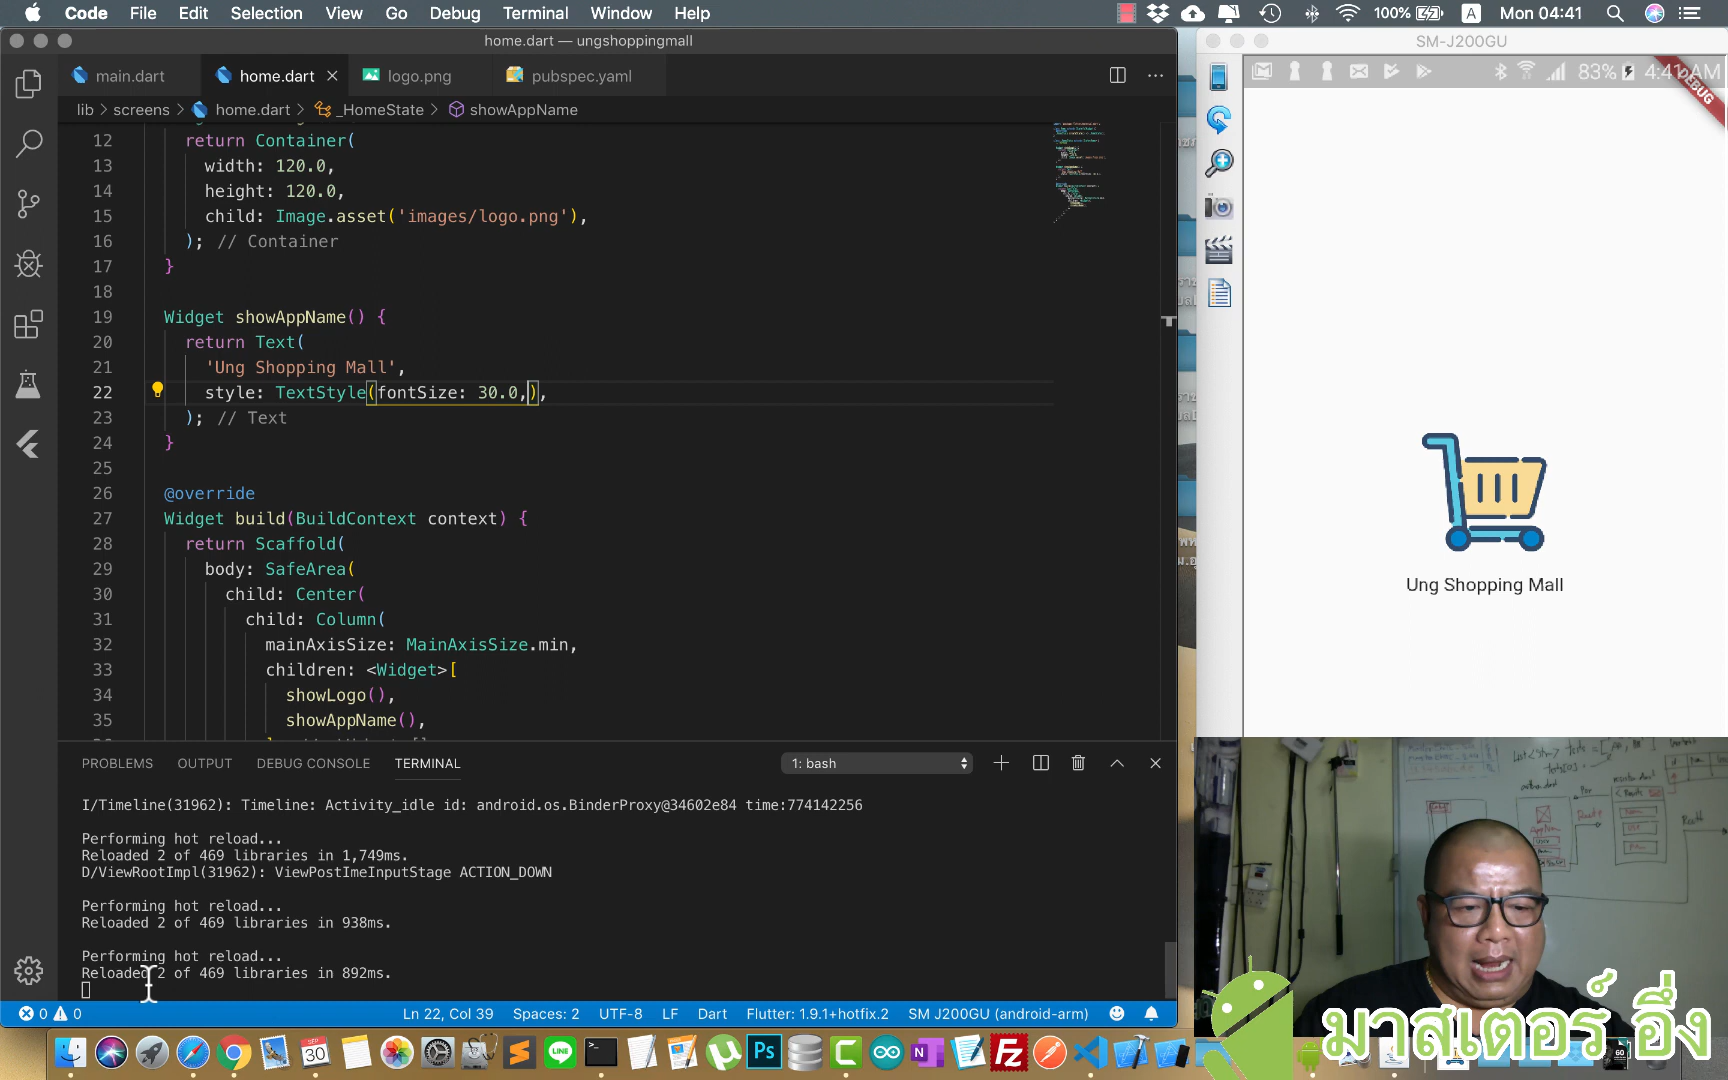 Code File Edit Selection View Go Debug Terminal Window Help 100% A Mon 04:41
home.dart — ungshoppingmall
SM-J200GU
main.dart home.dart logo.png pubspec.yaml
83% 4:41 AM
DEBUG
lib > screens > home.dart > _HomeState > showAppName
12 return Container(
13 width: 120.0,
14 height: 120.0,
15 child: Image.asset('images/logo.png'),
16 ); // Container
17 }
18
19 Widget showAppName() {
20 return Text(
21 'Ung Shopping Mall',
22 style: TextStyle(fontSize: 30.0,),
23 ); // Text
24 }
25
26 @override
27 Widget build(BuildContext context) {
28 return Scaffold(
29 body: SafeArea(
30 child: Center(
31 child: Column(
32 mainAxisSize: MainAxisSize.min,
33 children: <Widget>[
34 showLogo(),
35 showAppName(),
Ung Shopping Mall
PROBLEMS OUTPUT DEBUG CONSOLE TERMINAL 1: bash
I/Timeline(31962): Timeline: Activity_idle id: android.os.BinderProxy@34602e84 time:774142256
Performing hot reload...
Reloaded 2 of 469 libraries in 1,749ms.
D/ViewRootImpl(31962): ViewPostImeInputStage ACTION_DOWN
Performing hot reload...
Reloaded 2 of 469 libraries in 938ms.
Performing hot reload...
Reloaded 2 of 469 libraries in 892ms.
0 0 Ln 22, Col 39 Spaces: 2 UTF-8 LF Dart Flutter: 1.9.1+hotfix.2 SM J200GU (android-arm)
SEP
30
LINE
Ps
C
N
Fz
มาสเตอร์ อึ่ง